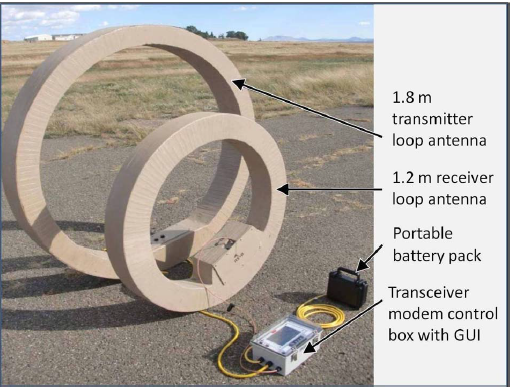 1.8 m
transmitter
loop antenna
1.2 m receiver
loop antenna
Portable
battery pack
Transceiver
modem control
box with GUI